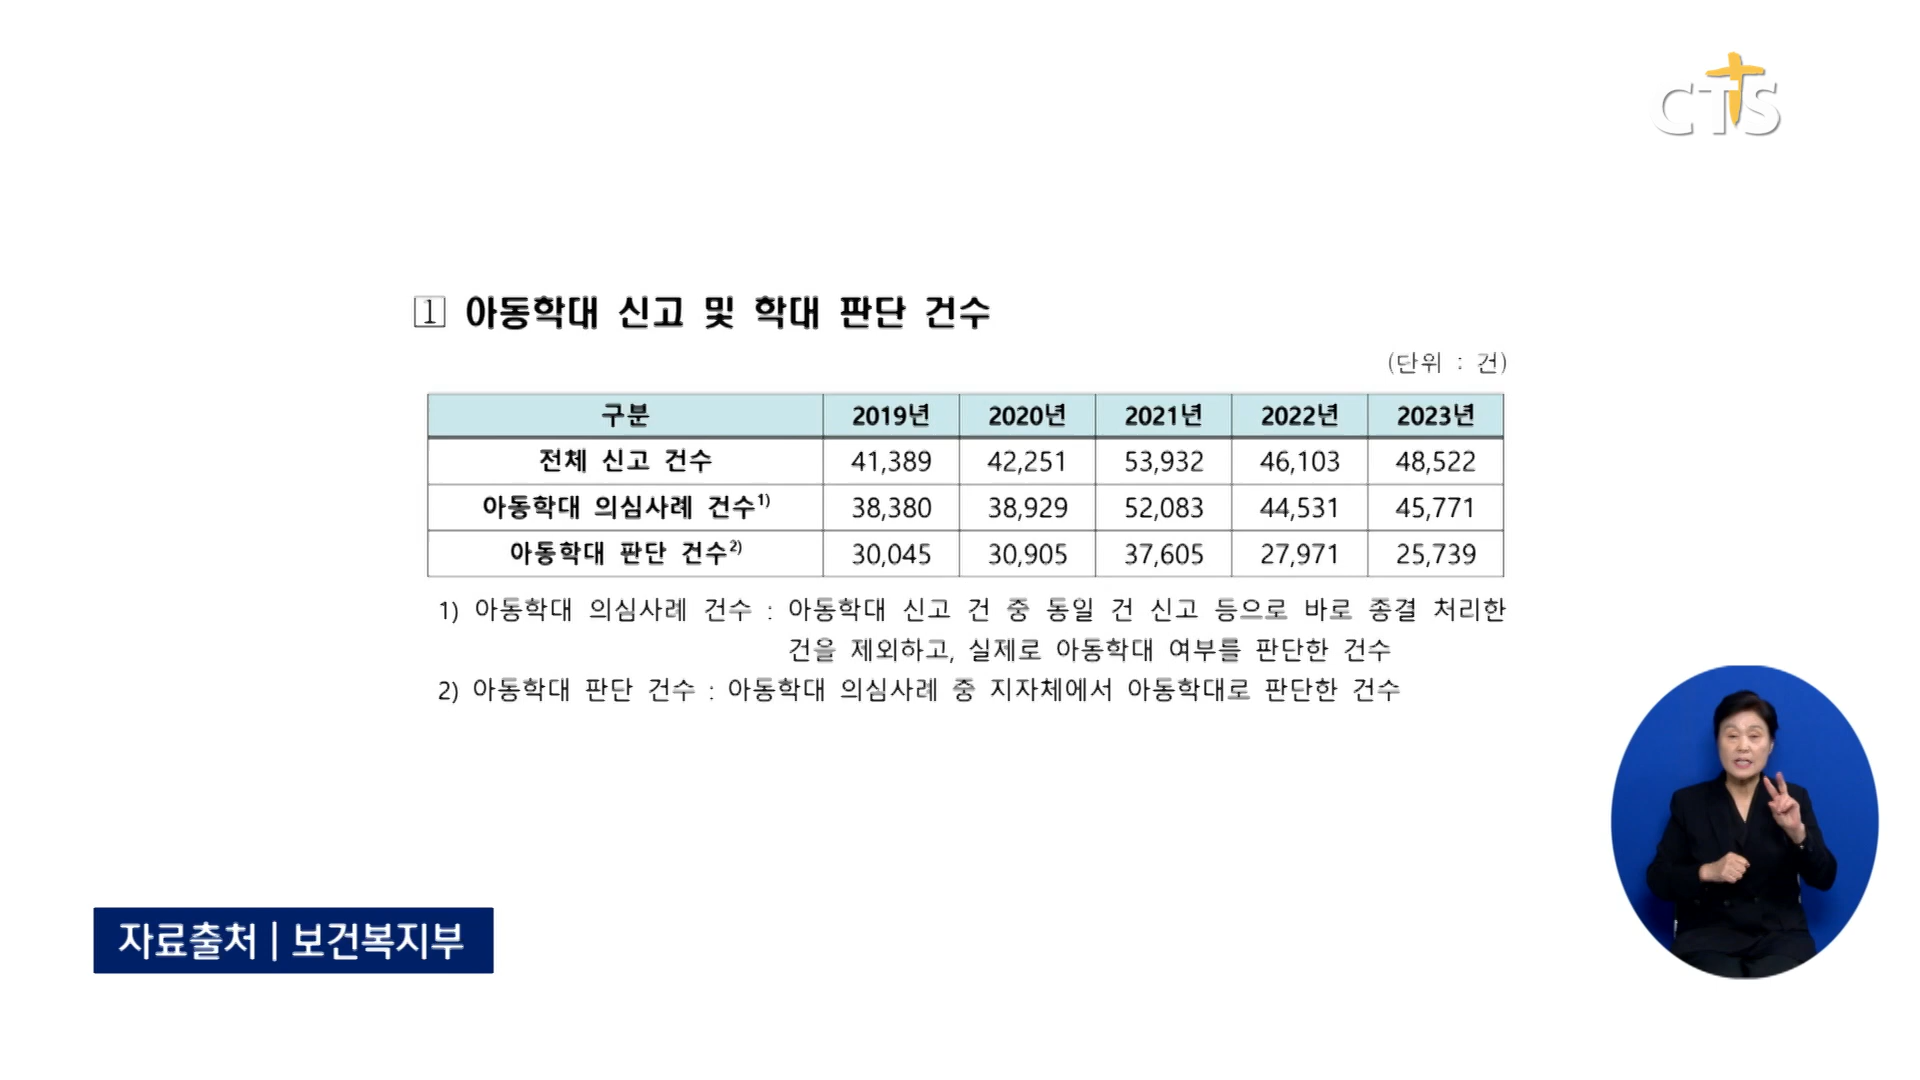 CTS
1 아동학대 신고 및 학대 판단 건수
(단위 : 건)
구분 2019년 2020년 2021년 2022년 2023년
전체 신고 건수 41,389 42,251 53,932 46,103 48,522
아동학대 의심사례 건수1) 38,380 38,929 52,083 44,531 45,771
아동학대 판단 건수2) 30,045 30,905 37,605 27,971 25,739
1) 아동학대 의심사례 건수 : 아동학대 신고 건 중 동일 건 신고 등으로 바로 종결 처리한
건을 제외하고, 실제로 아동학대 여부를 판단한 건수
2) 아동학대 판단 건수 : 아동학대 의심사례 중 지자체에서 아동학대로 판단한 건수
자료출처 | 보건복지부